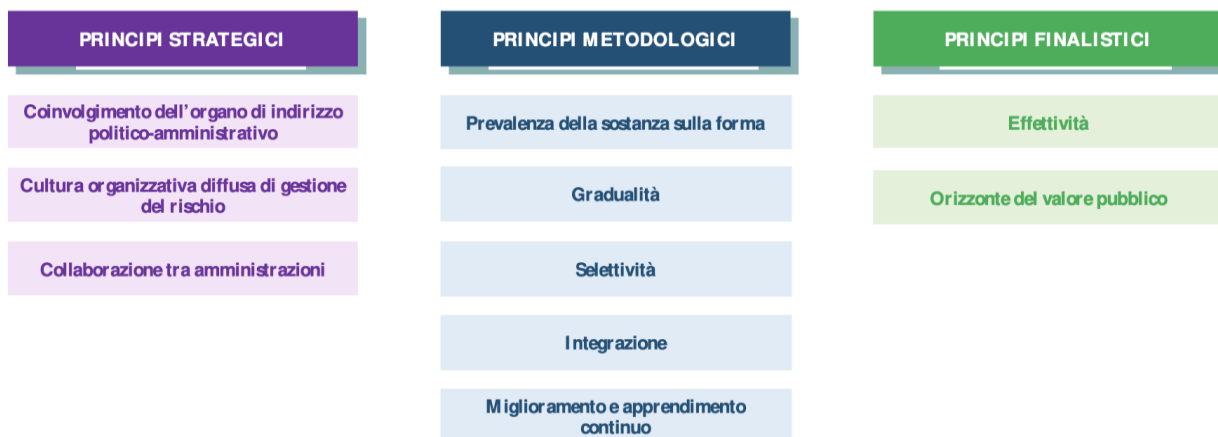 PRINCIPI STRATEGICI
Coinvolgimento dell'organo di indirizzo
politico-amministrativo
Cultura organizzativa diffusa di gestione
del rischio
Collaborazione tra amministrazioni
PRINCIPI METODOLOGICI
Prevalenza della sostanza sulla forma
Gradualità
Selettività
Integrazione
Miglioramento e apprendimento
continuo
PRINCIPI FINALISTICI
Effettività
Orizzonte del valore pubblico